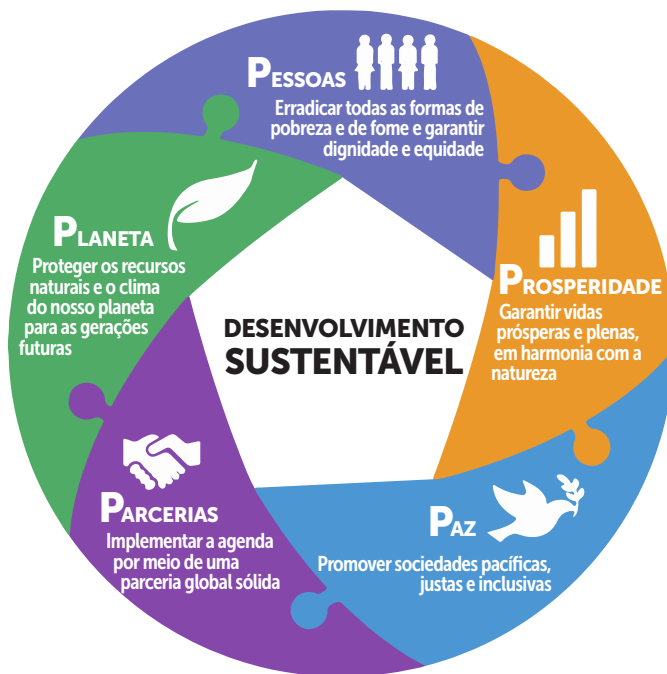 PESSOAS
Erradicar todas as formas de
pobreza e de fome e garantir
dignidade e equidade
PROSPERIDADE
Garantir vidas
prósperas e plenas,
em harmonia com a
natureza
PAZ
Promover sociedades pacíficas,
justas e inclusivas
PARCERIAS
Implementar a agenda
por meio de uma
parceria global sólida
PLANETA
Proteger os recursos
naturais e o clima
do nosso planeta
para as gerações
futuras
DESENVOLVIMENTO
SUSTENTÁVEL